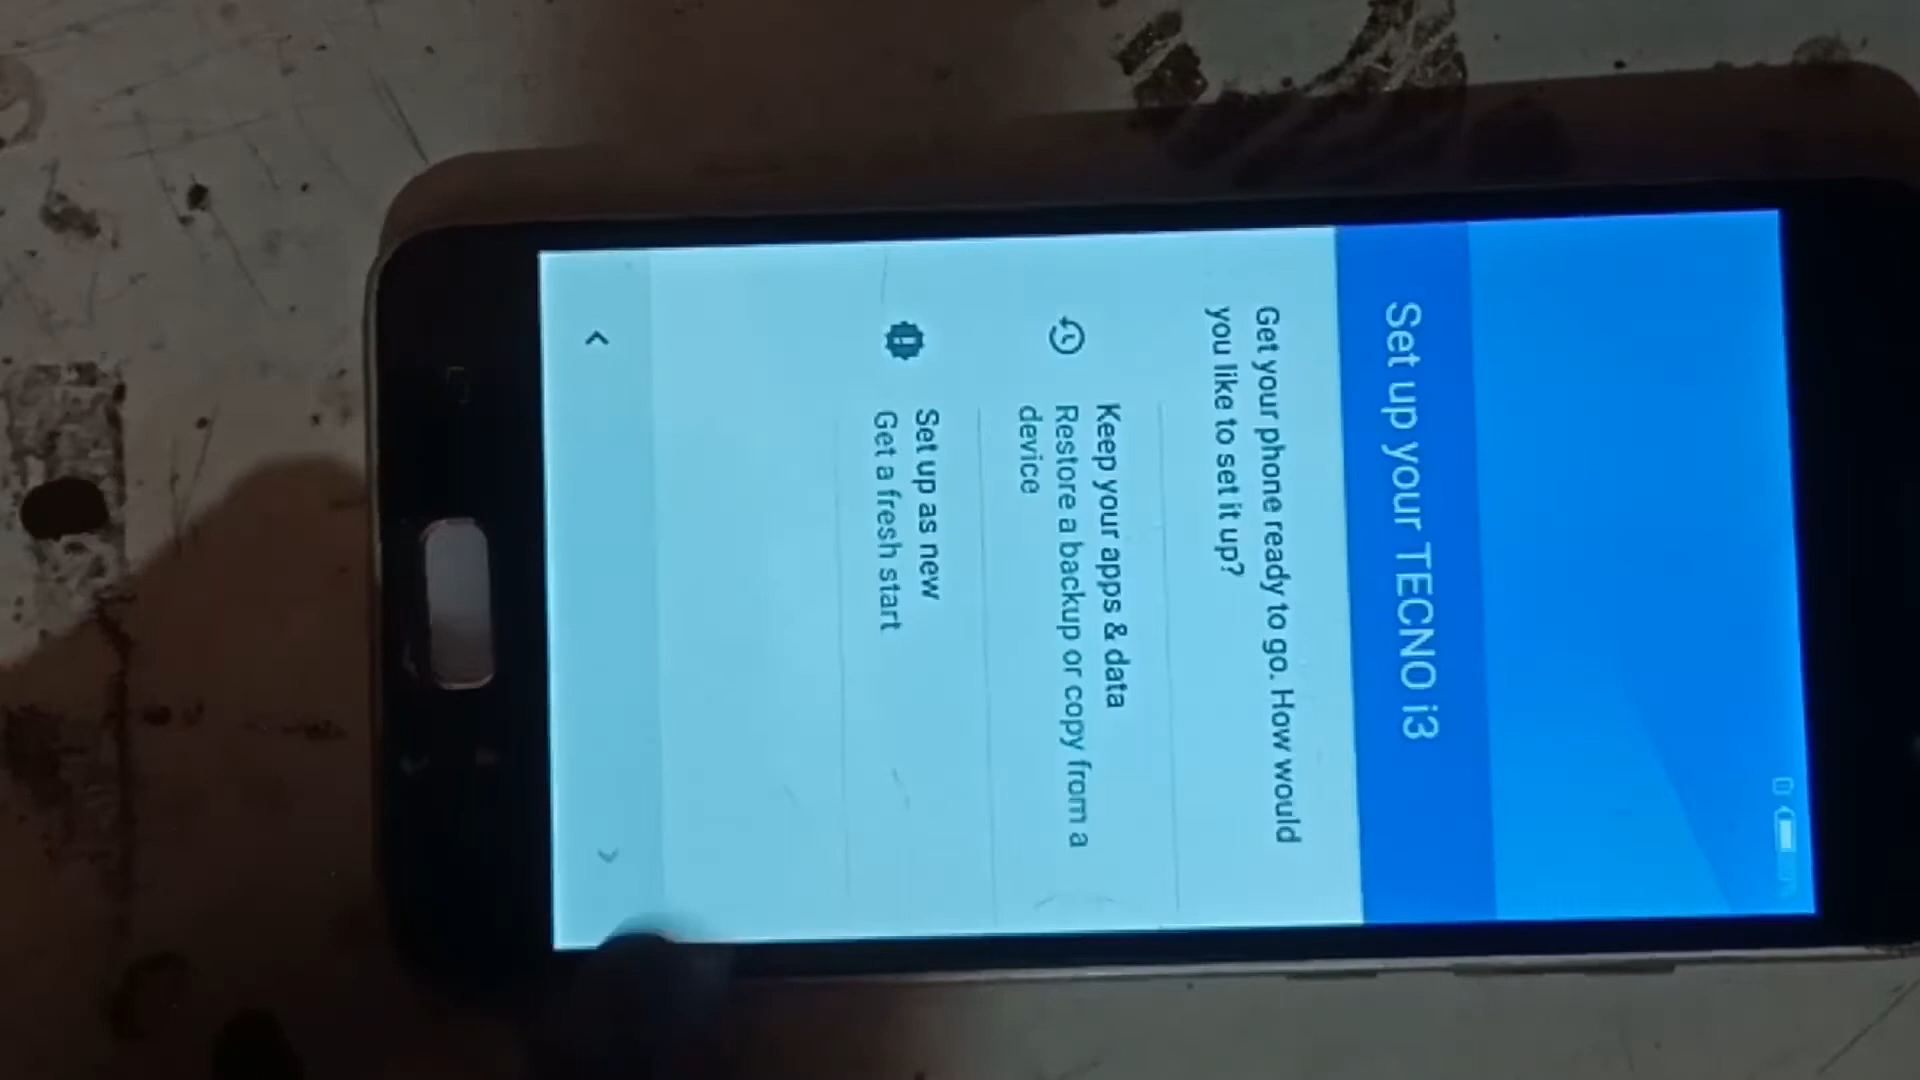 Set up your TECNO i3
Get your phone ready to go. How would
you like to set it up?
Keep your apps & data
Restore a backup or copy from a
device
Set up as new
Get a fresh start